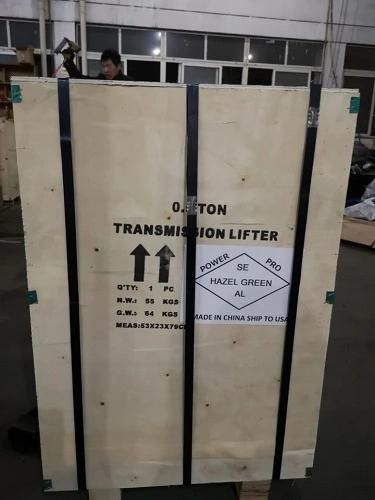 TRANSMISSION LIFTER
Q'TY: 1 PC
N.W.: 55 KGS
G.W.: 64 KGS
POWER PRO
SE
HAZEL GREEN
AL
MADE IN CHINA SHIP TO USA